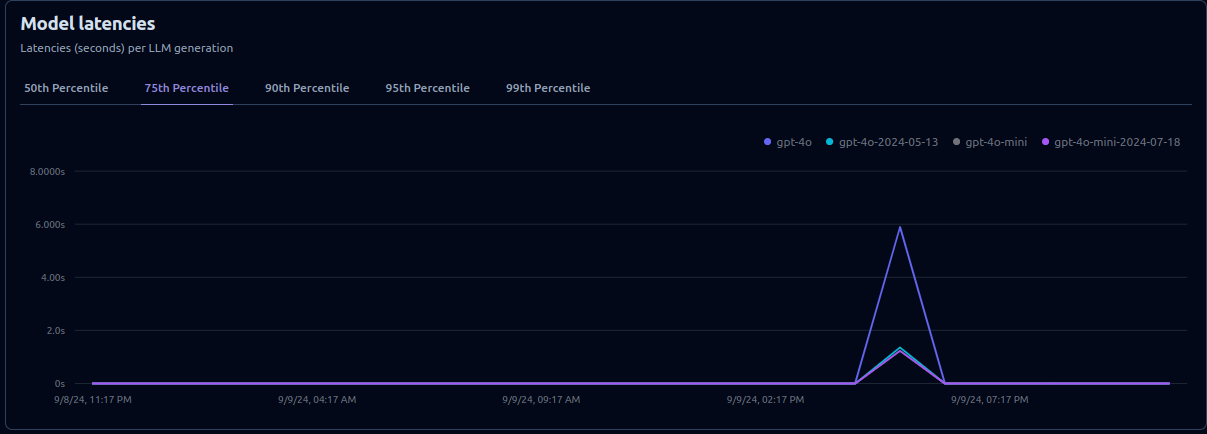 Model latencies
Latencies (seconds) per LLM generation
50th Percentile 75th Percentile 90th Percentile 95th Percentile 99th Percentile
gpt-4o gpt-4o-2024-05-13 gpt-4o-mini gpt-4o-mini-2024-07-18
8.0000s
6.000s
4.00s
2.0s
0s
9/8/24, 11:17 PM 9/9/24, 04:17 AM 9/9/24, 09:17 AM 9/9/24, 02:17 PM 9/9/24, 07:17 PM